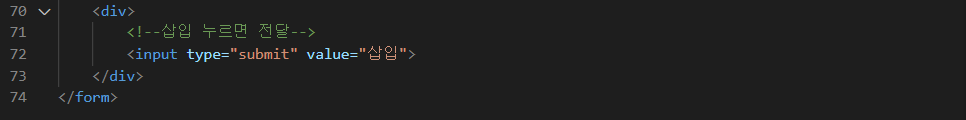 70 <div>
71 <!--삽입 누르면 전달-->
72 <input type="submit" value="삽입">
73 </div>
74 </form>